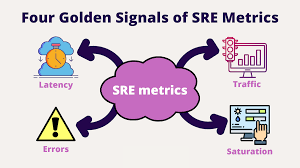 Four Golden Signals of SRE Metrics
Latency
Traffic
SRE metrics
Errors
Saturation